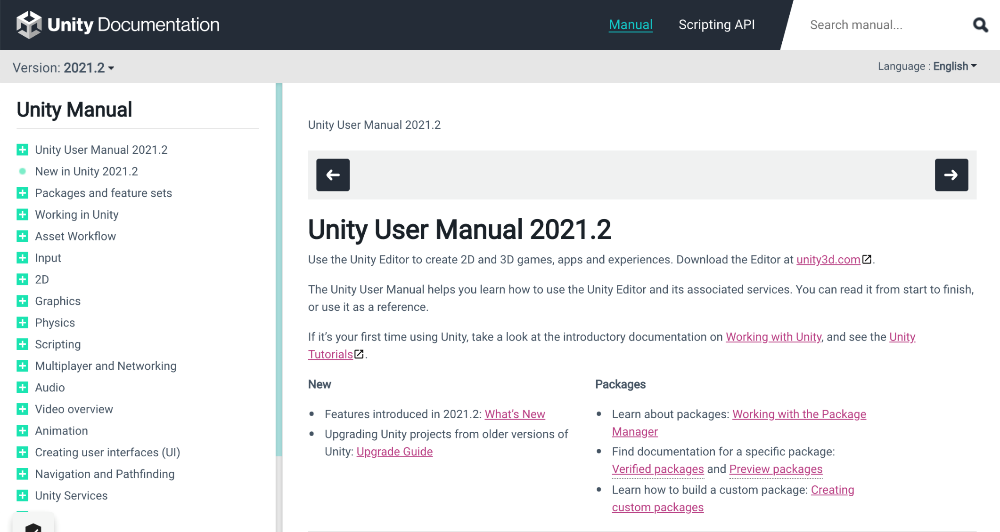 Unity Documentation
Manual
Scripting API
Search manual...
Version: 2021.2
Language : English
Unity Manual
Unity User Manual 2021.2
New in Unity 2021.2
Packages and feature sets
Working in Unity
Asset Workflow
Input
2D
Graphics
Physics
Scripting
Multiplayer and Networking
Audio
Video overview
Animation
Creating user interfaces (UI)
Navigation and Pathfinding
Unity Services
Unity User Manual 2021.2
Unity User Manual 2021.2
Use the Unity Editor to create 2D and 3D games, apps and experiences. Download the Editor at unity3d.com.
The Unity User Manual helps you learn how to use the Unity Editor and its associated services. You can read it from start to finish,
or use it as a reference.
If it’s your first time using Unity, take a look at the introductory documentation on Working with Unity, and see the Unity
Tutorials.
New
Features introduced in 2021.2: What’s New
Upgrading Unity projects from older versions of
Unity: Upgrade Guide
Packages
Learn about packages: Working with the Package
Manager
Find documentation for a specific package:
Verified packages and Preview packages
Learn how to build a custom package: Creating
custom packages